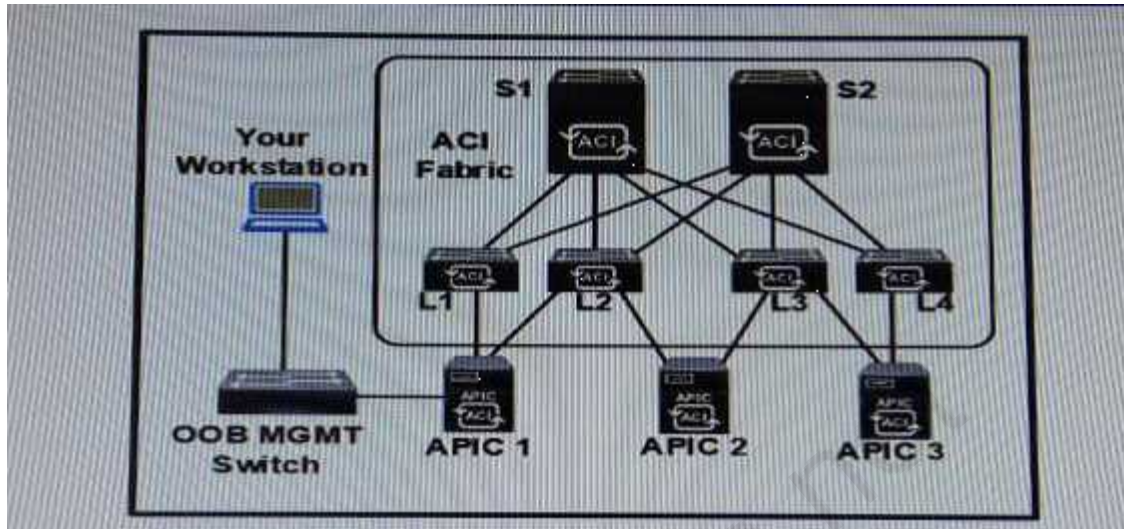 S1
S2
Your
Workstation
ACI
Fabric
ACI
ACI
ACI
ACI
ACI
ACI
L1
L2
L3
L4
APIC
ACI
APIC
ACI
APIC
ACI
OOB MGMT
Switch
APIC 1
APIC 2
APIC 3